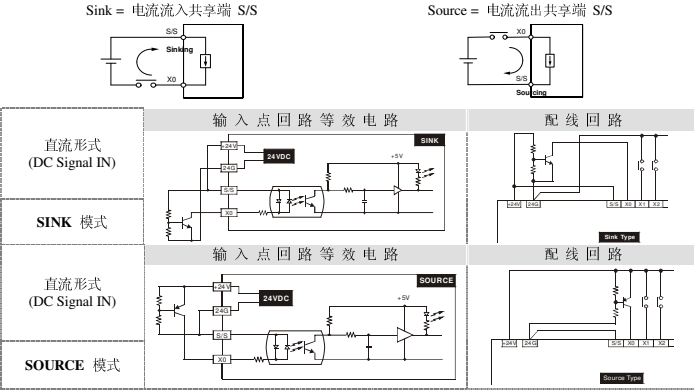 Sink = 电流流入共享端 S/S
Source = 电流流出共享端 S/S
S/S
Sinking
X0
X0
S/S
Sourcing
直流形式
(DC Signal IN)
SINK 模式
输入点回路等效电路
+24V
24VDC
24G
S/S
X0
+5V
SINK
配线回路
+24V 24G S/S X0 X1 X2
Sink Type
直流形式
(DC Signal IN)
SOURCE 模式
输入点回路等效电路
+24V
24VDC
24G
S/S
X0
+5V
SOURCE
配线回路
+24V 24G S/S X0 X1 X2
Source Type